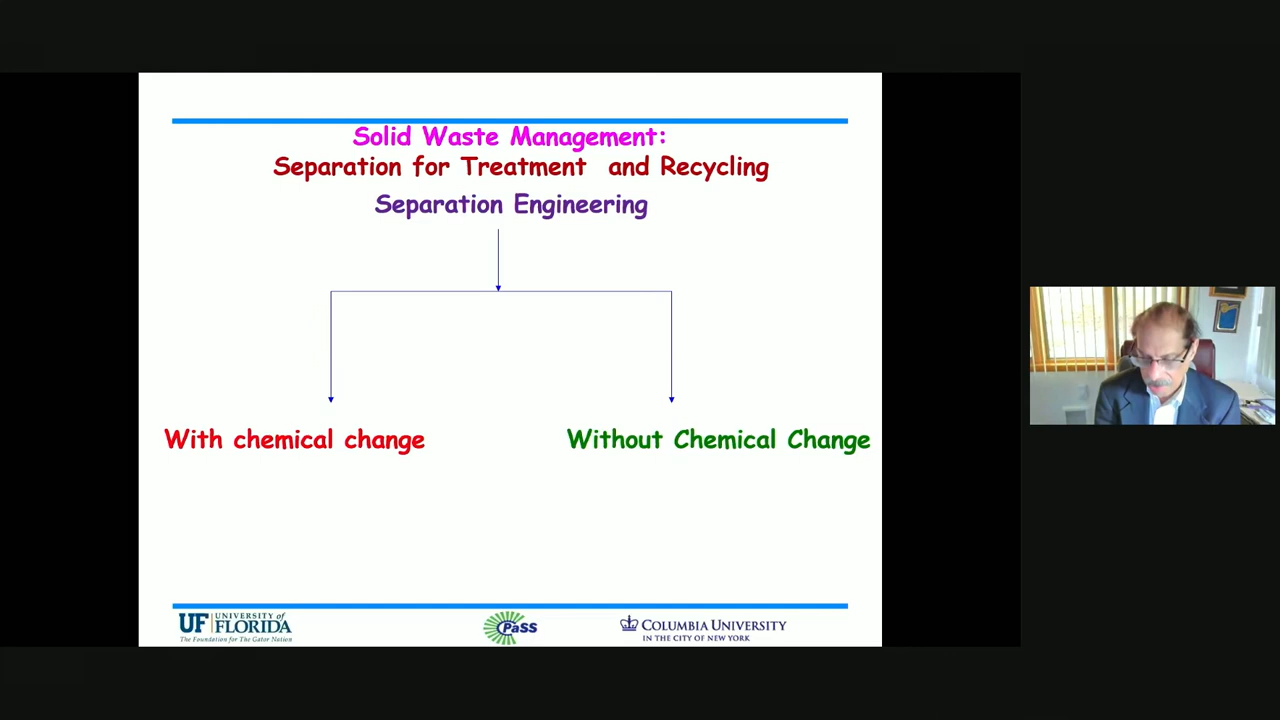 Solid Waste Management:
Separation for Treatment and Recycling
Separation Engineering
With chemical change
Without Chemical Change
UF UNIVERSITY of FLORIDA
The Foundation for The Gator Nation
CPaSS
COLUMBIA UNIVERSITY
IN THE CITY OF NEW YORK